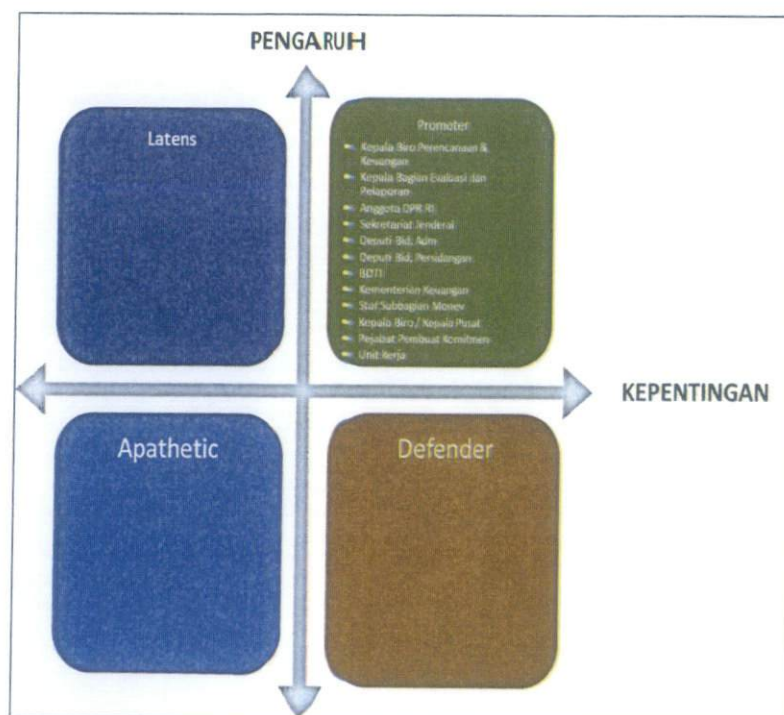 PENGARUH
Latens
Promoter
Kepala Biro Perencanaan &
Keuangan
Kepala Bagian Evaluasi dan
Pelaporan
Anggota DPR RI
Sekretariat Jenderal
Deputi Bid. Adm
Deputi Bid. Persidangan
BDTI
Kementerian Keuangan
Staf Subbagian Monev
Kepala Biro / Kepala Pusat
Pejabat Pembuat Komitmen
Unit Kerja
KEPENTINGAN
Apathetic
Defender